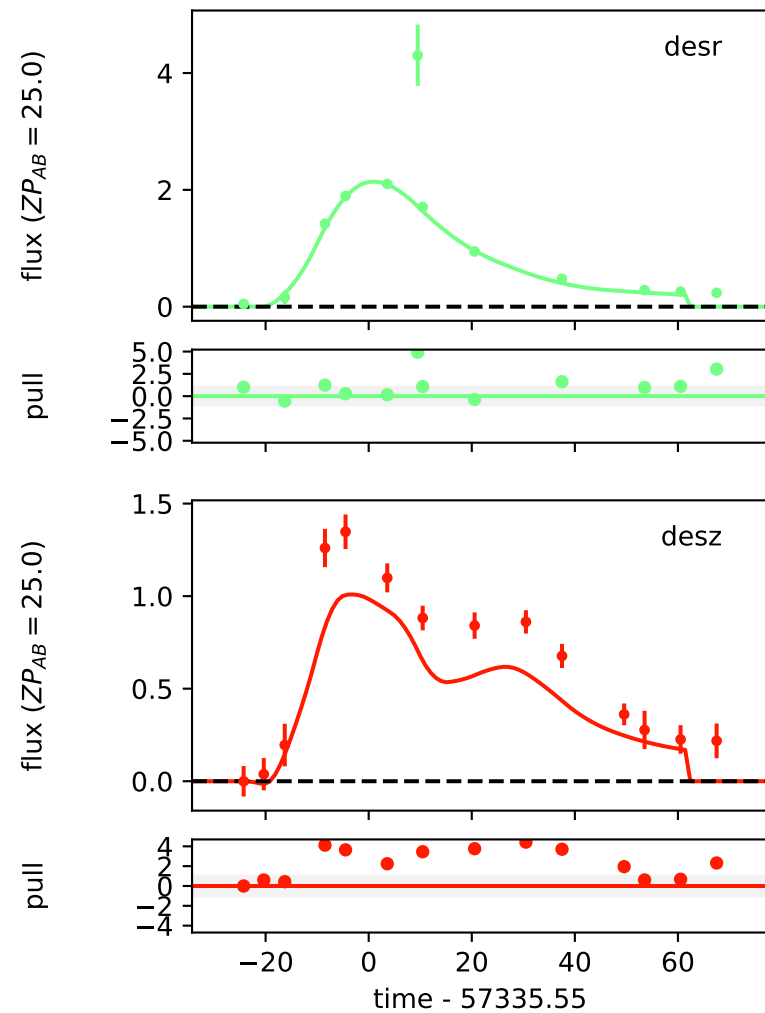 desr
flux ($ZP_{AB} = 25.0$)
4
2
0
pull
5.0
2.5
0.0
−2.5
−5.0
desz
flux ($ZP_{AB} = 25.0$)
1.5
1.0
0.5
0.0
pull
4
2
0
−2
−4
−20 0 20 40 60
time - 57335.55